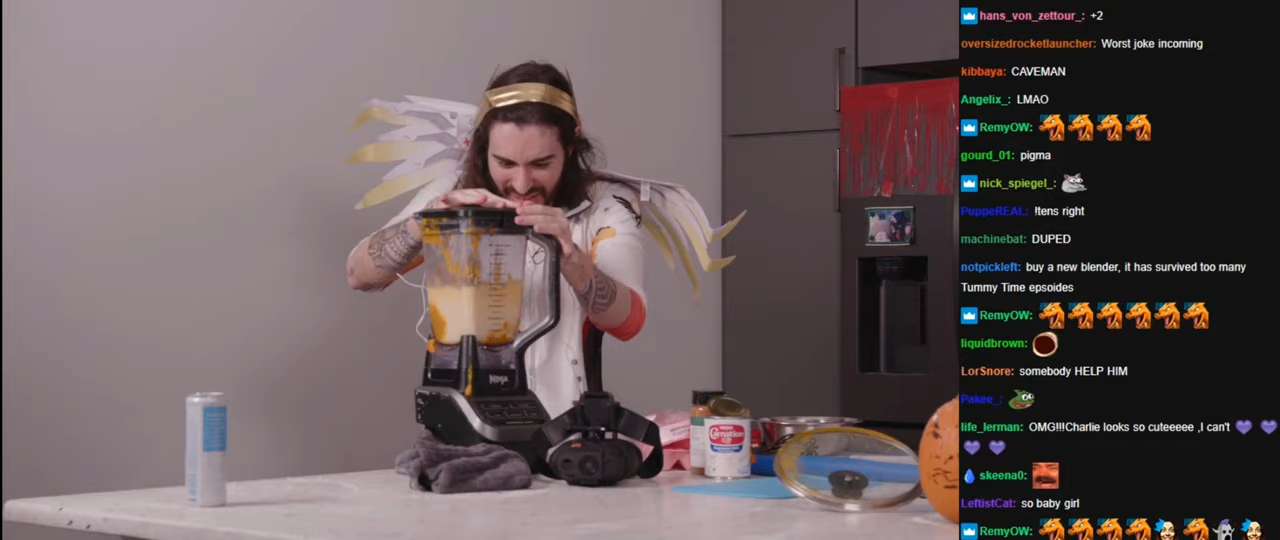 hans_von_zettour_: +2
oversizedrocketlauncher: Worst joke incoming
kibbaya: CAVEMAN
Angelix_: LMAO
RemyOW:
gourd_01: pigma
nick_spiegel_:
PuppeREAL: !tens right
machinebat: DUPED
notpickleft: buy a new blender, it has survived too many
Tummy Time epsoides
RemyOW:
liquidbrown:
LorSnore: somebody HELP HIM
Pakee_:
life_lerman: OMG!!!Charlie looks so cuteeeee ,I can't
skeena0:
LeftistCat: so baby girl
RemyOW:
NINJA
Carnation